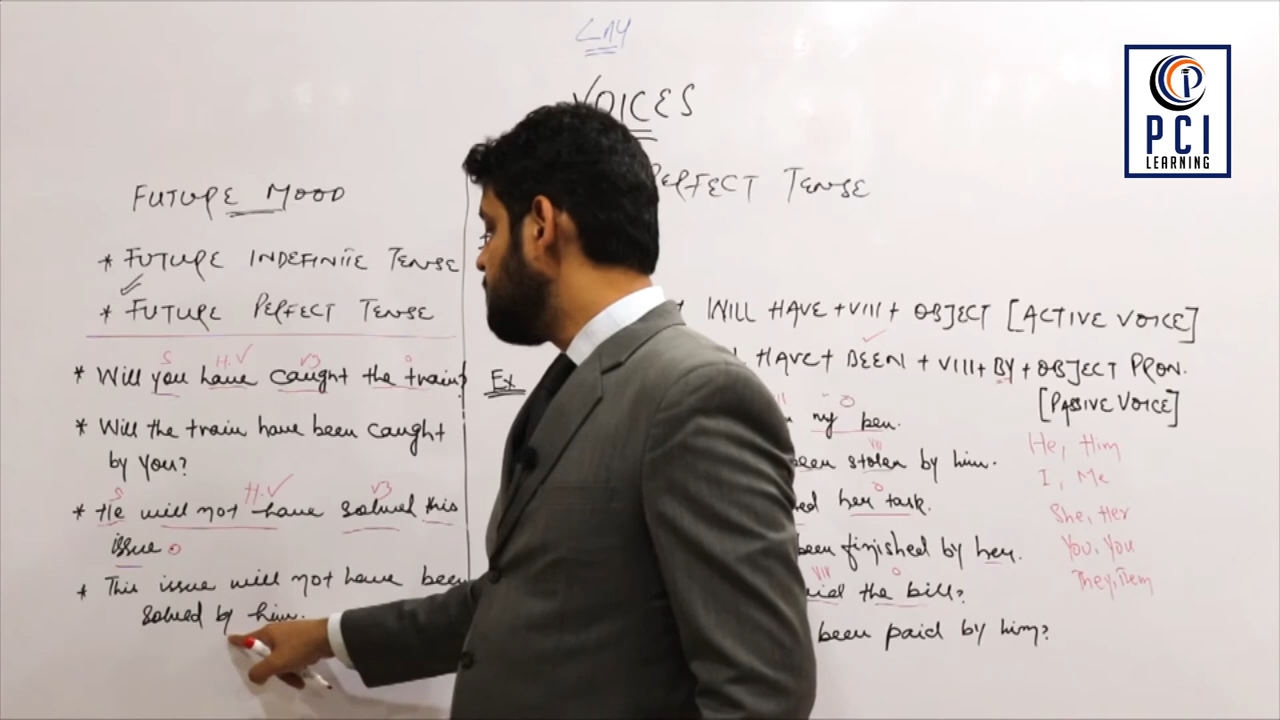 VOICES
PERFECT TENSE
PCI
LEARNING
FUTURE MOOD
* FUTURE INDEFINITE TENSE
* FUTURE PERFECT TENSE
S H.V V3 O
* Will you have caught the train?
* Will the train have been caught
by you?
S H.V V3
* He will not have solved this
issue O
* This issue will not have been
solved by him.
WILL HAVE + VIII + OBJECT [ACTIVE VOICE]
HAVE + BEEN + VIII + BY + OBJECT PRON.
[PASSIVE VOICE]
Ex
O
my pen.
VII
been stolen by him.
O
her task.
been finished by her.
VII O
the bill?
been paid by him?
He, Him
I, Me
She, Her
You, You
They, Them